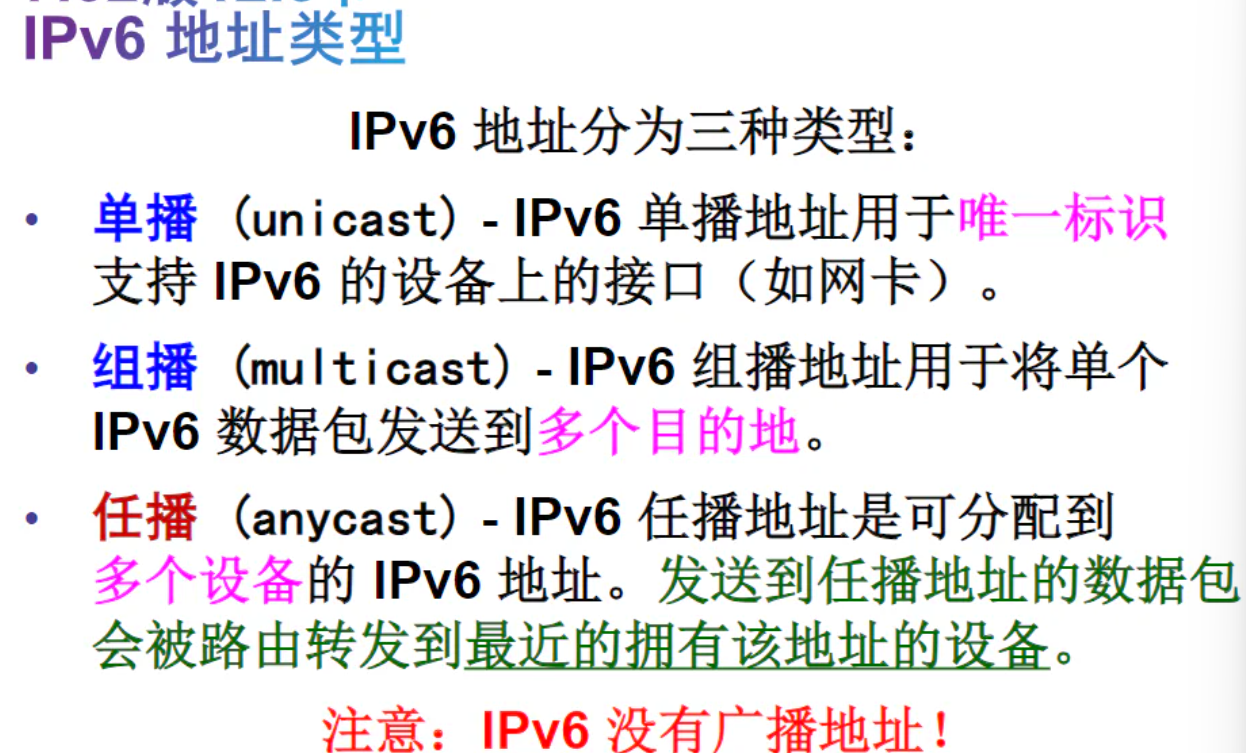 IPv6 地址类型
IPv6 地址分为三种类型：
• 单播（unicast）- IPv6 单播地址用于唯一标识
支持 IPv6 的设备上的接口（如网卡）。
• 组播（multicast）- IPv6 组播地址用于将单个
IPv6 数据包发送到多个目的地。
• 任播（anycast）- IPv6 任播地址是可分配到
多个设备的 IPv6 地址。发送到任播地址的数据包
会被路由转发到最近的拥有该地址的设备。
注意：IPv6 没有广播地址！